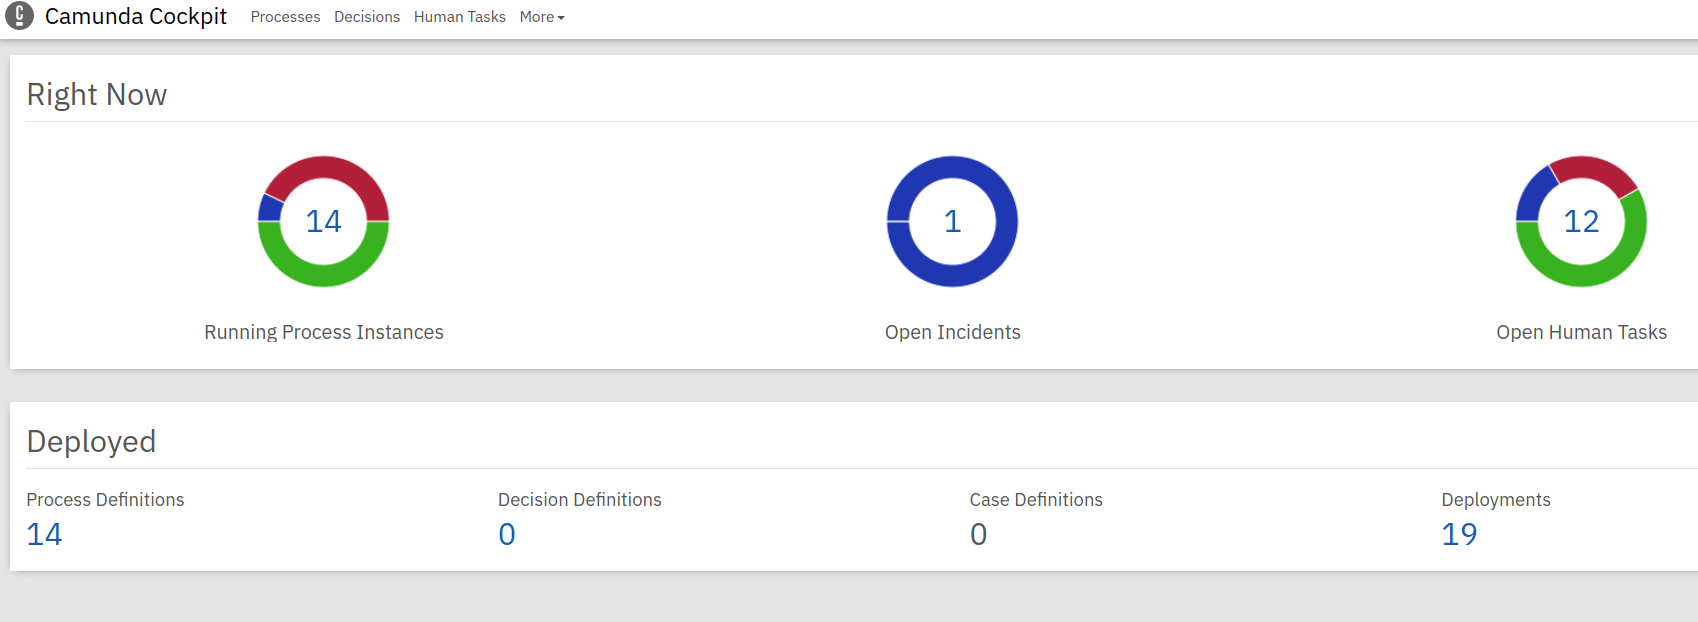 Camunda Cockpit Processes Decisions Human Tasks More
Right Now
14 1 12
Running Process Instances Open Incidents Open Human Tasks
Deployed
Process Definitions Decision Definitions Case Definitions Deployments
14 0 0 19